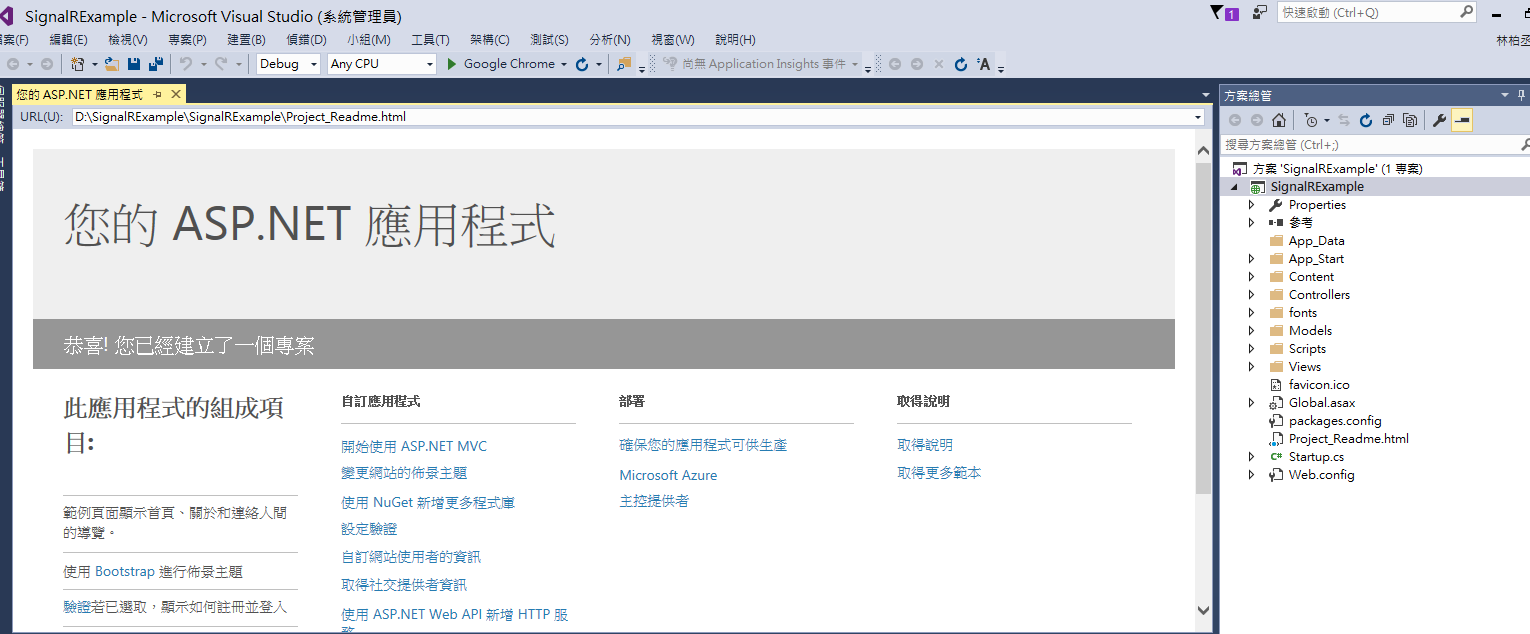 SignalRExample - Microsoft Visual Studio (系統管理員)
1
快速啟動 (Ctrl+Q)
檔案(F) 編輯(E) 檢視(V) 專案(P) 建置(B) 偵錯(D) 小組(M) 工具(T) 架構(C) 測試(S) 分析(N) 視窗(W) 說明(H)
林柏丞
Debug Any CPU Google Chrome 尚無 Application Insights 事件
您的 ASP.NET 應用程式
URL(U): D:\SignalRExample\SignalRExample\Project_Readme.html
您的 ASP.NET 應用程式
恭喜! 您已經建立了一個專案
此應用程式的組成項
目:
範例頁面顯示首頁、關於和連絡人間
的導覽。
使用 Bootstrap 進行佈景主題
驗證若已選取，顯示如何註冊並登入
自訂應用程式
開始使用 ASP.NET MVC
變更網站的佈景主題
使用 NuGet 新增更多程式庫
設定驗證
自訂網站使用者的資訊
取得社交提供者資訊
使用 ASP.NET Web API 新增 HTTP 服
務
部署
確保您的應用程式可供生產
Microsoft Azure
主控提供者
取得說明
取得說明
取得更多範本
方案總管
搜尋方案總管 (Ctrl+;)
方案 'SignalRExample' (1 專案)
SignalRExample
Properties
參考
App_Data
App_Start
Content
Controllers
fonts
Models
Scripts
Views
favicon.ico
Global.asax
packages.config
Project_Readme.html
Startup.cs
Web.config